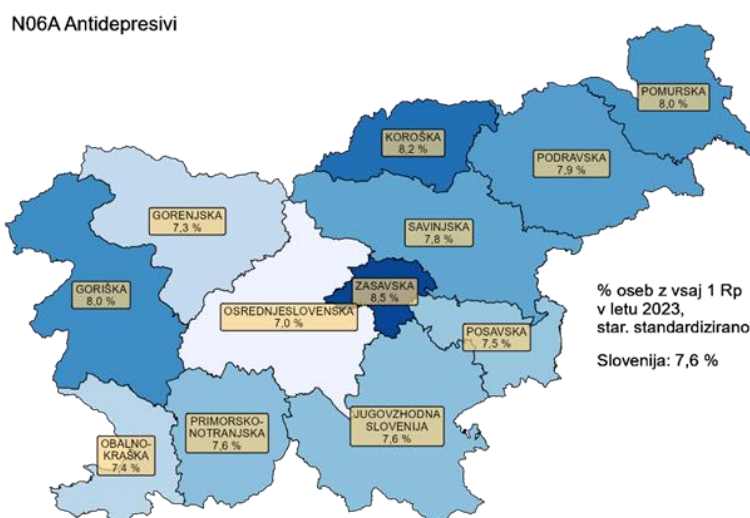 N06A Antidepresivi
POMURSKA
8,0 %
KOROŠKA
8,2 %
PODRAVSKA
7,9 %
GORENJSKA
7,3 %
SAVINJSKA
7,8 %
GORIŠKA
8,0 %
ZASAVSKA
8,5 %
OSREDNJESLOVENSKA
7,0 %
POSAVSKA
7,5 %
% oseb z vsaj 1 Rp
v letu 2023,
star. standardizirano
Slovenija: 7,6 %
OBALNO-
KRAŠKA
7,4 %
PRIMORSKO-
NOTRANJSKA
7,6 %
JUGOVZHODNA
SLOVENIJA
7,6 %